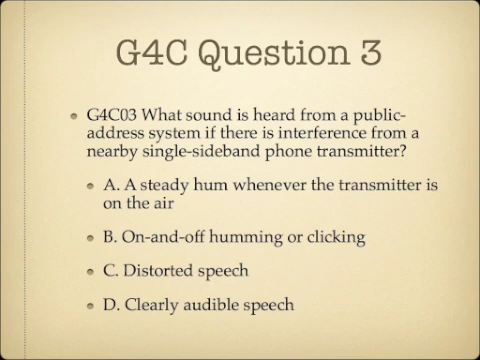 G4C Question 3
• G4C03 What sound is heard from a public-
address system if there is interference from a
nearby single-sideband phone transmitter?
• A. A steady hum whenever the transmitter is
on the air
• B. On-and-off humming or clicking
• C. Distorted speech
• D. Clearly audible speech